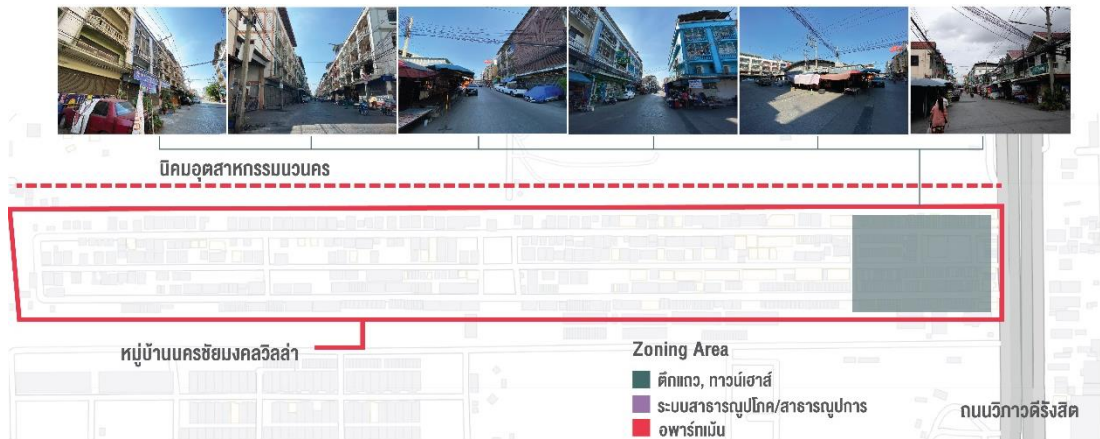 นิคมอุตสาหกรรมนวนคร
หมู่บ้านนครชัยมงคลวิลล่า
Zoning Area
ตึกแถว, ทาวน์เฮาส์
ระบบสาธารณูปโภค/สาธารณูปการ
อพาร์ทเม้น
ถนนวิภาวดีรังสิต